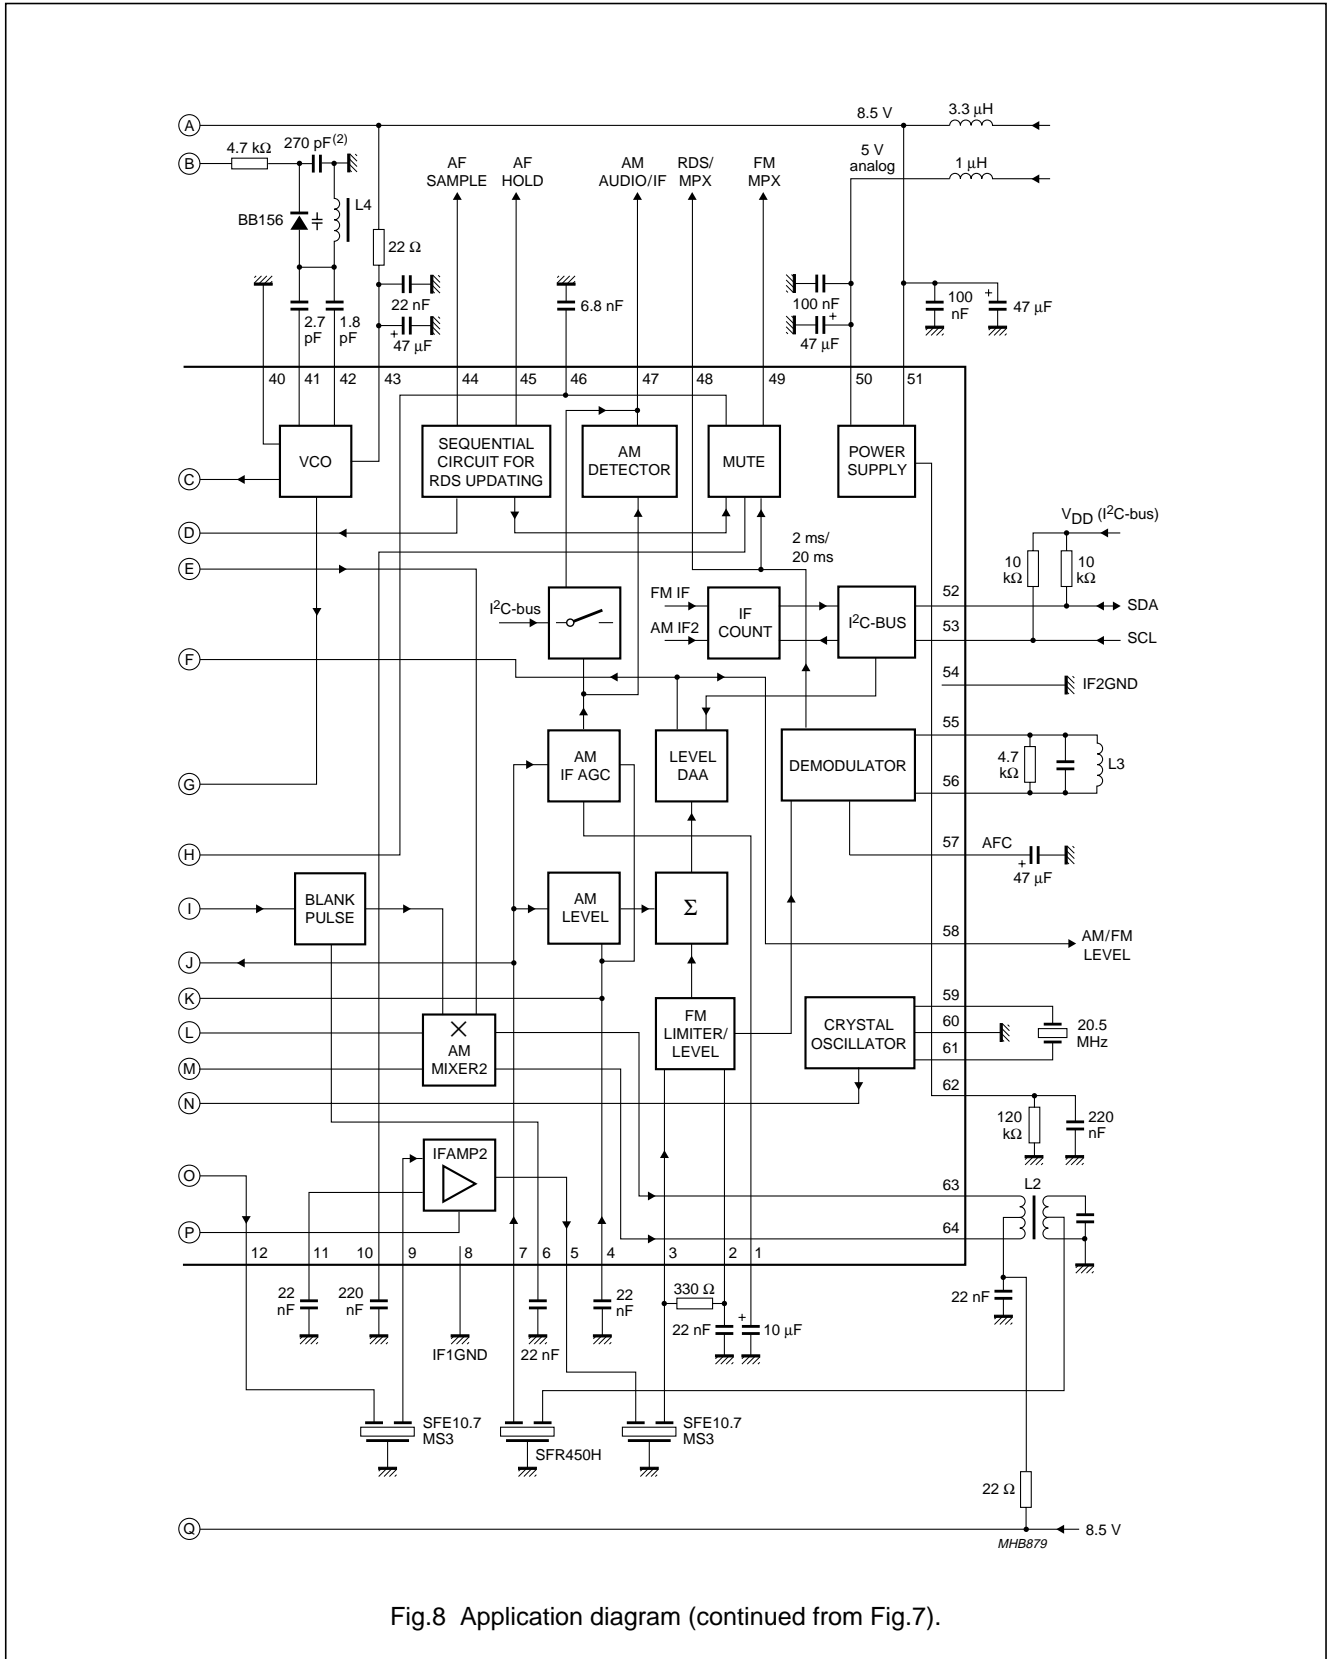 A
8.5 V
3.3 µH
B
4.7 kΩ
270 pF(2)
5 V
analog
1 µH
AF
SAMPLE
AF
HOLD
AM
AUDIO/IF
RDS/
MPX
FM
MPX
BB156
L4
22 Ω
22 nF
47 µF
+
2.7
pF
1.8
pF
6.8 nF
100 nF
+
47 µF
100
nF
+
47 µF
40
41
42
43
44
45
46
47
48
49
50
51
VCO
SEQUENTIAL
CIRCUIT FOR
RDS UPDATING
AM
DETECTOR
MUTE
POWER
SUPPLY
C
D
E
2 ms/
20 ms
VDD (I2C-bus)
10
kΩ
10
kΩ
I2C-bus
FM IF
AM IF2
IF
COUNT
I2C-BUS
52
SDA
53
SCL
F
54
IF2GND
55
AM
IF AGC
LEVEL
DAA
DEMODULATOR
4.7
kΩ
L3
56
G
57
AFC
+
47 µF
H
I
BLANK
PULSE
AM
LEVEL
Σ
58
AM/FM
LEVEL
J
K
L
×
AM
MIXER2
FM
LIMITER/
LEVEL
CRYSTAL
OSCILLATOR
59
60
61
20.5
MHz
M
62
N
120
kΩ
220
nF
IFAMP2
O
63
L2
P
64
12
11
10
9
8
7
6
5
4
3
2
1
22
nF
220
nF
IF1GND
22 nF
22
nF
330 Ω
22 nF
+
10 µF
22 nF
SFE10.7
MS3
SFR450H
SFE10.7
MS3
22 Ω
Q
8.5 V
MHB879
Fig.8 Application diagram (continued from Fig.7).